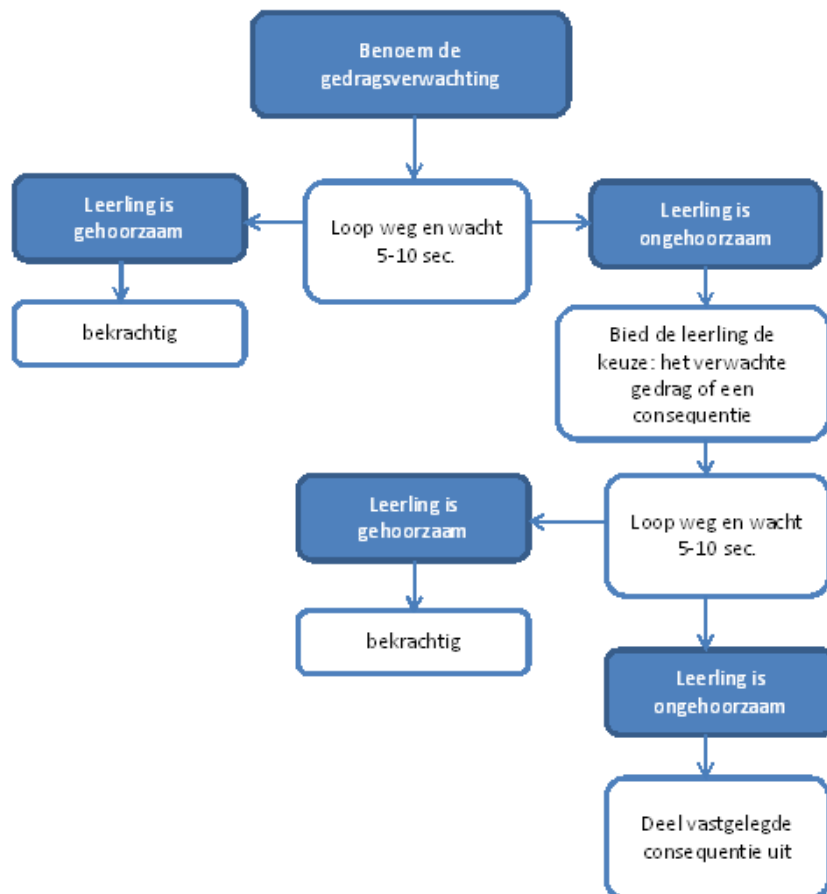 Benoem de
gedragsverwachting
Leerling is
gehoorzaam
Loop weg en wacht
5-10 sec.
Leerling is
ongehoorzaam
bekrachtig
Bied de leerling de
keuze: het verwachte
gedrag of een
consequentie
Leerling is
gehoorzaam
Loop weg en wacht
5-10 sec.
bekrachtig
Leerling is
ongehoorzaam
Deel vastgelegde
consequentie uit